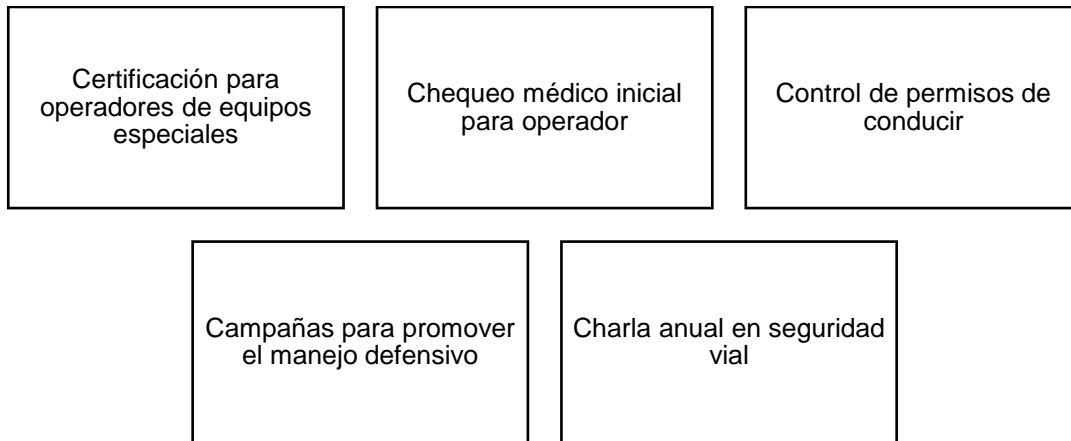 Certificación para
operadores de equipos
especiales
Chequeo médico inicial
para operador
Control de permisos de
conducir
Campañas para promover
el manejo defensivo
Charla anual en seguridad
vial